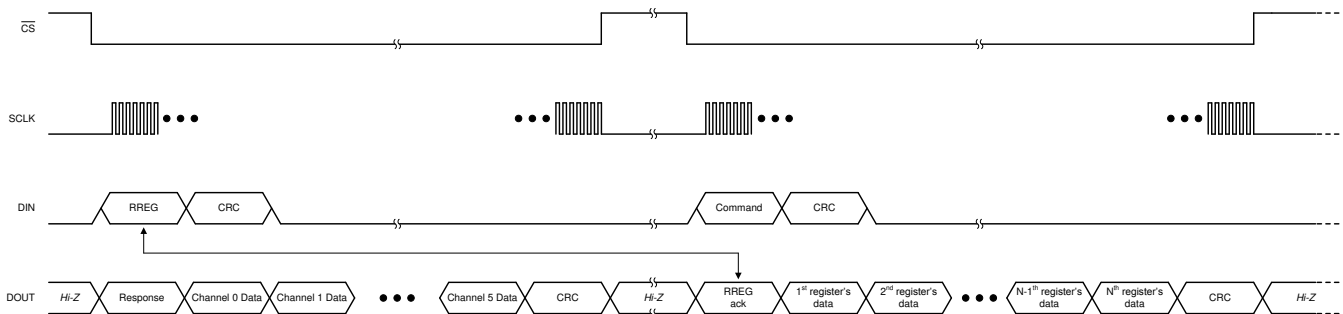 CS
SCLK
DIN
RREG
CRC
Command
CRC
DOUT
Hi-Z
Response
Channel 0 Data
Channel 1 Data
Channel 5 Data
CRC
Hi-Z
RREG
ack
1st register's
data
2nd register's
data
N-1th register's
data
Nth register's
data
CRC
Hi-Z